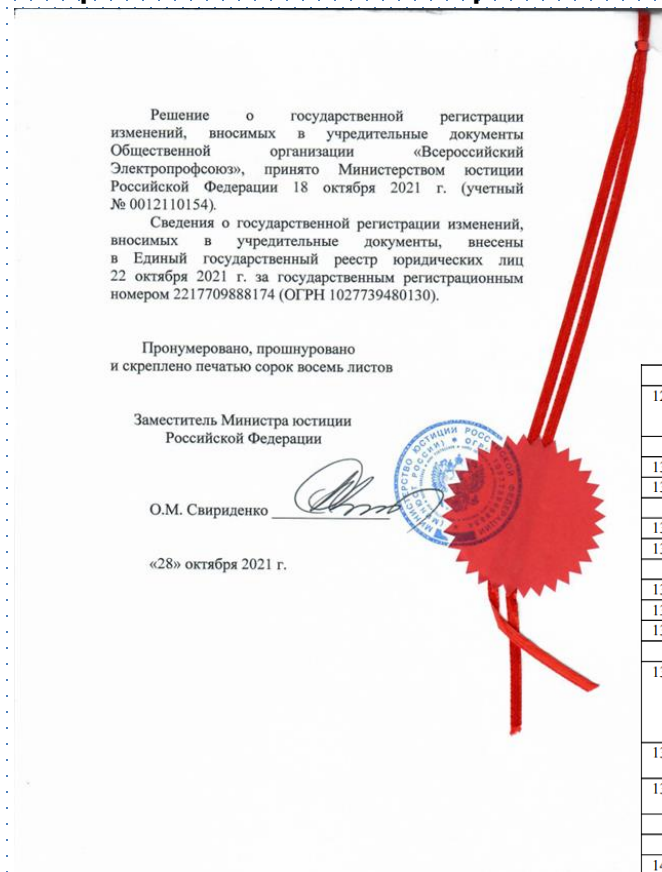 Решение о государственной регистрации
изменений, вносимых в учредительные документы
Общественной организации «Всероссийский
Электропрофсоюз», принято Министерством юстиции
Российской Федерации 18 октября 2021 г. (учетный
№ 0012110154).
Сведения о государственной регистрации изменений,
вносимых в учредительные документы, внесены
в Единый государственный реестр юридических лиц
22 октября 2021 г. за государственным регистрационным
номером 2217709888174 (ОГРН 1027739480130).
Пронумеровано, прошнуровано
и скреплено печатью сорок восемь листов
Заместитель Министра юстиции
Российской Федерации
О.М. Свириденко
«28» октября 2021 г.